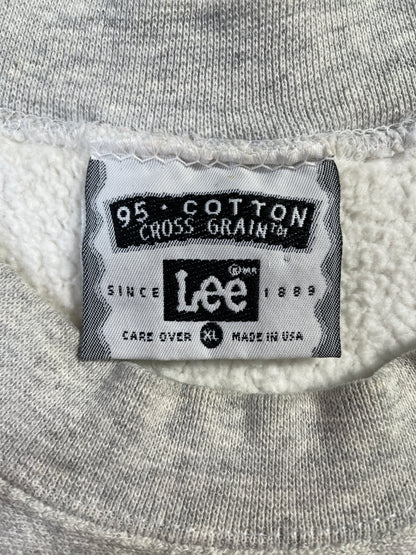 95 · COTTON
CROSS GRAIN™
®MR
SINCE Lee 1889
CARE OVER XL MADE IN USA